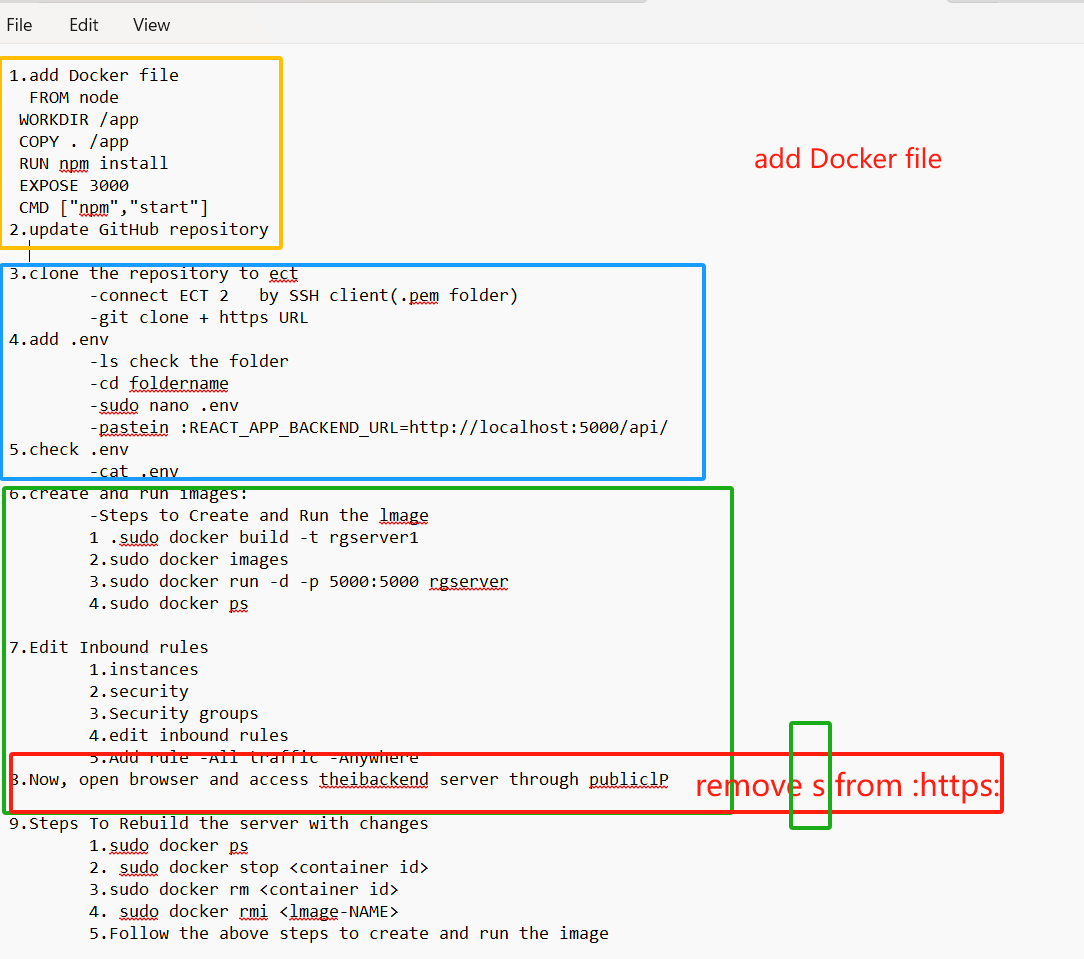 File Edit View
1.add Docker file
FROM node
WORKDIR /app
COPY . /app
add Docker file
RUN npm install
EXPOSE 3000
CMD ["npm","start"]
2.update GitHub repository
3.clone the repository to ect
-connect ECT 2 by SSH client(.pem folder)
-git clone + https URL
4.add .env
-ls check the folder
-cd foldername
-sudo nano .env
-pastein :REACT_APP_BACKEND_URL=http://localhost:5000/api/
5.check .env
-cat .env
6.create and run images:
-Steps to Create and Run the lmage
1 .sudo docker build -t rgserver1
2.sudo docker images
3.sudo docker run -d -p 5000:5000 rgserver
4.sudo docker ps
7.Edit Inbound rules
1.instances
2.security
3.Security groups
4.edit inbound rules
5.Add rule -All traffic -Anywhere
8.Now, open browser and access theibackend server through publiclP
remove s from :https:
9.Steps To Rebuild the server with changes
1.sudo docker ps
2. sudo docker stop <container id>
3.sudo docker rm <container id>
4. sudo docker rmi <lmage-NAME>
5.Follow the above steps to create and run the image